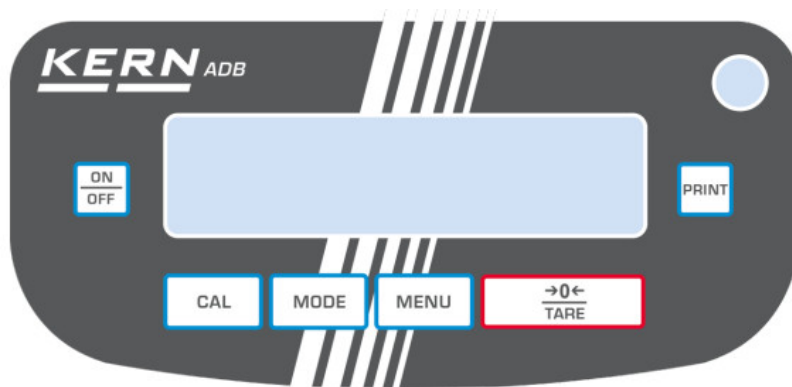 KERN ADB
ON
OFF
PRINT
CAL
MODE
MENU
→0←
TARE